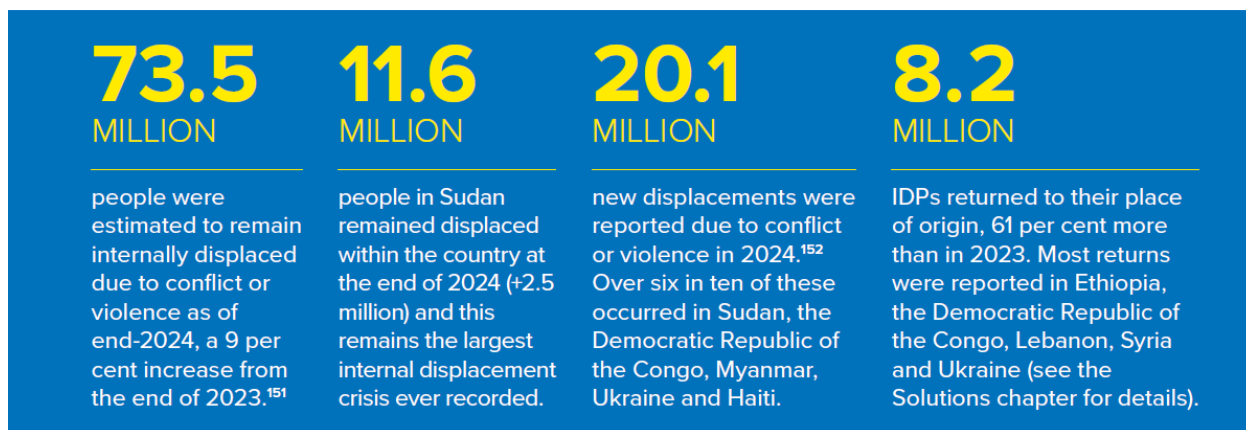 73.5
MILLION
people were
estimated to remain
internally displaced
due to conflict or
violence as of
end-2024, a 9 per
cent increase from
the end of 2023.¹⁵¹
11.6
MILLION
people in Sudan
remained displaced
within the country at
the end of 2024 (+2.5
million) and this
remains the largest
internal displacement
crisis ever recorded.
20.1
MILLION
new displacements were
reported due to conflict
or violence in 2024.¹⁵²
Over six in ten of these
occurred in Sudan, the
Democratic Republic of
the Congo, Myanmar,
Ukraine and Haiti.
8.2
MILLION
IDPs returned to their place
of origin, 61 per cent more
than in 2023. Most returns
were reported in Ethiopia,
the Democratic Republic of
the Congo, Lebanon, Syria
and Ukraine (see the
Solutions chapter for details).